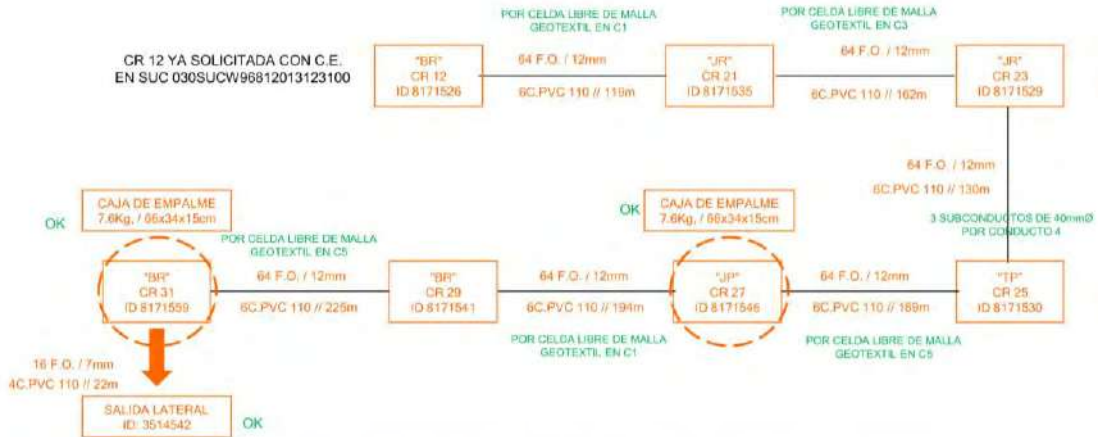 POR CELDA LIBRE DE MALLA
GEOTEXTIL EN C1
POR CELDA LIBRE DE MALLA
GEOTEXTIL EN C3
CR 12 YA SOLICITADA CON C.E.
EN SUC 030SUCW96812013123100
"BR"
CR 12
ID 8171526
64 F.O. / 12mm
6C.PVC 110 // 119m
"JR"
CR 21
ID 8171535
64 F.O. / 12mm
6C.PVC 110 // 162m
"JR"
CR 23
ID 8171529
64 F.O. / 12mm
6C.PVC 110 // 130m
3 SUBCONDUCTOS DE 40mmØ
POR CONDUCTO 4
OK
CAJA DE EMPALME
7.6Kg. / 66x34x15cm
OK
CAJA DE EMPALME
7.6Kg. / 66x34x15cm
POR CELDA LIBRE DE MALLA
GEOTEXTIL EN C5
"BR"
CR 31
ID 8171559
64 F.O. / 12mm
6C.PVC 110 // 225m
"BR"
CR 29
ID 8171541
64 F.O. / 12mm
6C.PVC 110 // 194m
"JP"
CR 27
ID 8171546
64 F.O. / 12mm
6C.PVC 110 // 169m
"TP"
CR 25
ID 8171530
POR CELDA LIBRE DE MALLA
GEOTEXTIL EN C1
POR CELDA LIBRE DE MALLA
GEOTEXTIL EN C5
16 F.O. / 7mm
4C.PVC 110 // 22m
SALIDA LATERAL
ID: 3514542
OK